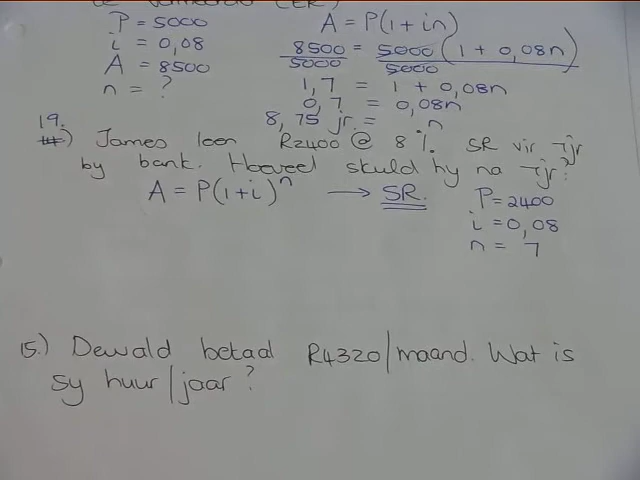 P = 5000
i = 0,08
A = 8500
n = ?
A = P(1 + in)
8500 = 5000 (1 + 0,08n)
5000 5000
1,7 = 1 + 0,08n
0,7 = 0,08n
8,75 jr. = n
19.
James leen R2400 @ 8 % SR vir 7jr
by bank. Hoeveel skuld hy na 7jr?
A = P(1+i)^n → SR.
P = 2400
i = 0,08
n = 7
15.) Dewald betaal R4320/maand. Wat is
sy huur/jaar?